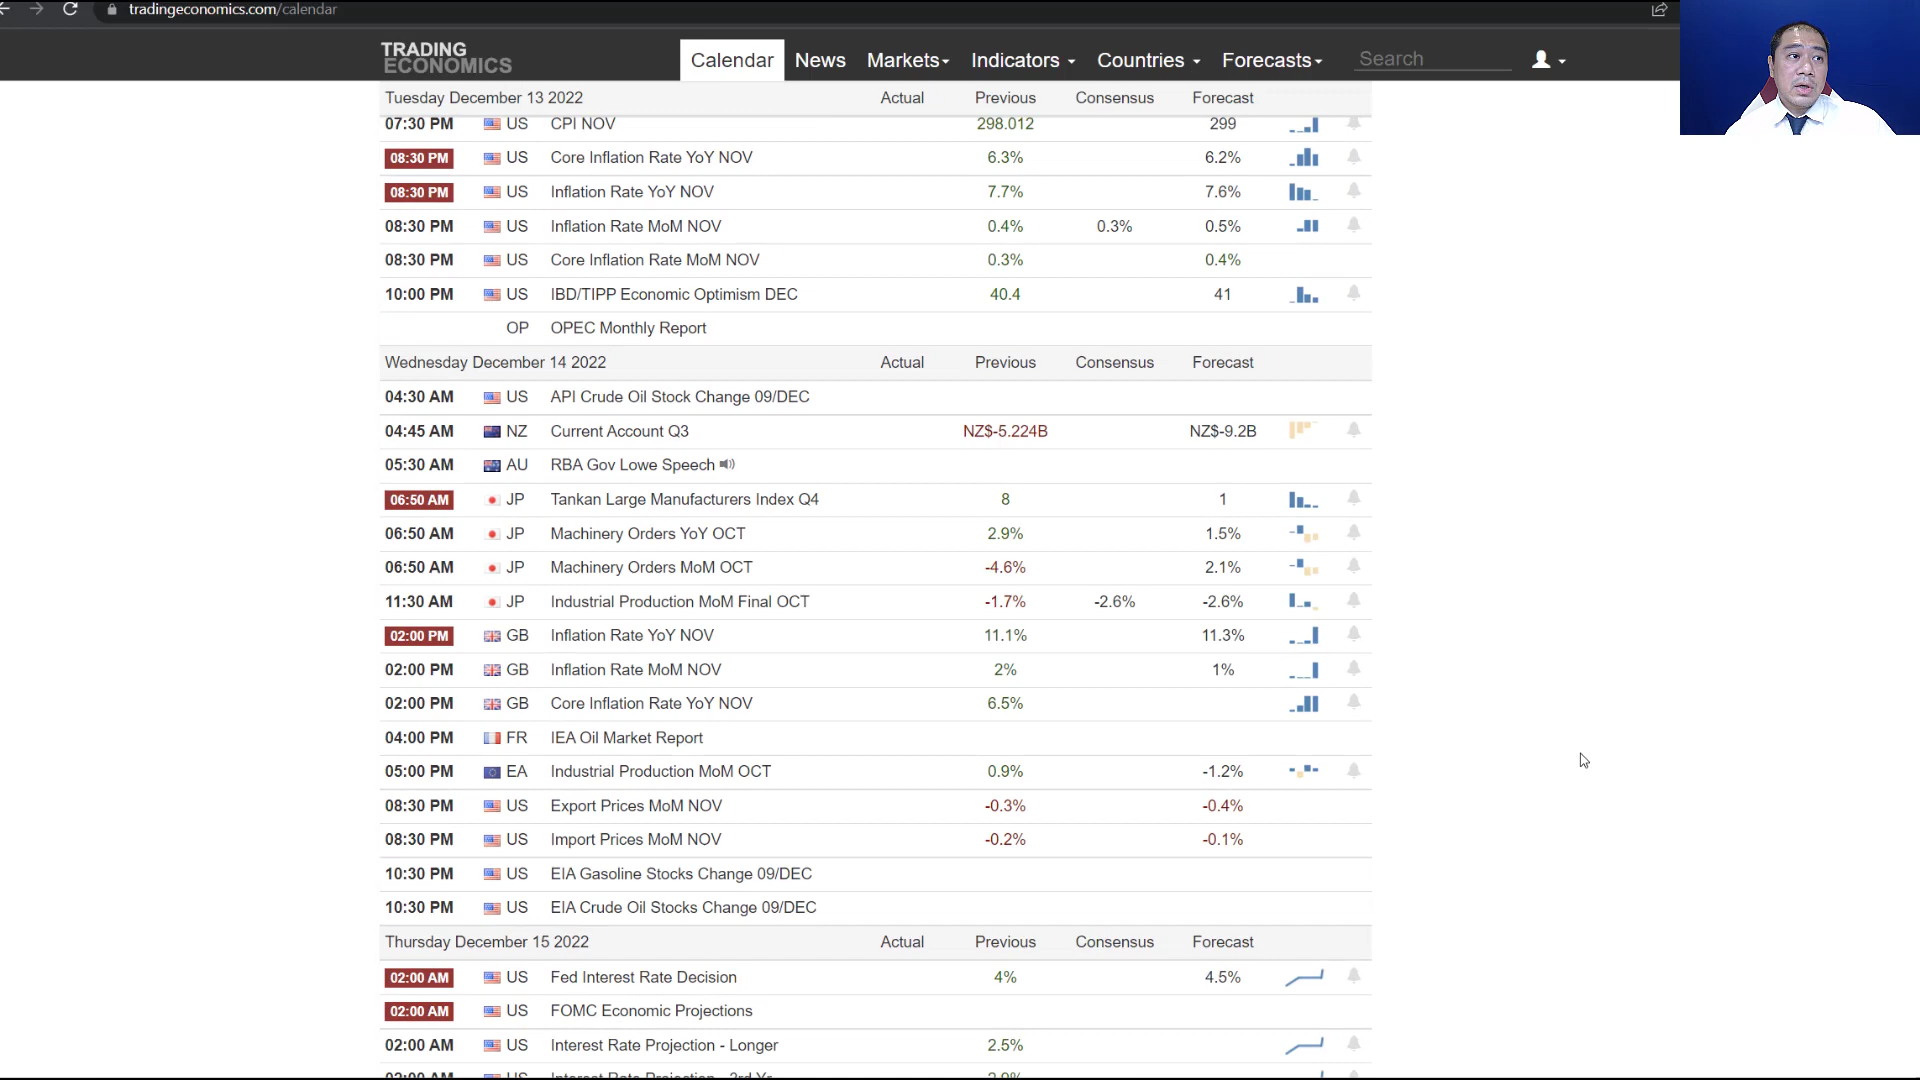 tradingeconomics.com/calendar
TRADING
ECONOMICS
Calendar News Markets Indicators Countries Forecasts Search
Tuesday December 13 2022 Actual Previous Consensus Forecast
07:30 PM US CPI NOV 298.012 299
08:30 PM US Core Inflation Rate YoY NOV 6.3% 6.2%
08:30 PM US Inflation Rate YoY NOV 7.7% 7.6%
08:30 PM US Inflation Rate MoM NOV 0.4% 0.3% 0.5%
08:30 PM US Core Inflation Rate MoM NOV 0.3% 0.4%
10:00 PM US IBD/TIPP Economic Optimism DEC 40.4 41
OP OPEC Monthly Report
Wednesday December 14 2022 Actual Previous Consensus Forecast
04:30 AM US API Crude Oil Stock Change 09/DEC
04:45 AM NZ Current Account Q3 NZ$-5.224B NZ$-9.2B
05:30 AM AU RBA Gov Lowe Speech
06:50 AM JP Tankan Large Manufacturers Index Q4 8 1
06:50 AM JP Machinery Orders YoY OCT 2.9% 1.5%
06:50 AM JP Machinery Orders MoM OCT -4.6% 2.1%
11:30 AM JP Industrial Production MoM Final OCT -1.7% -2.6% -2.6%
02:00 PM GB Inflation Rate YoY NOV 11.1% 11.3%
02:00 PM GB Inflation Rate MoM NOV 2% 1%
02:00 PM GB Core Inflation Rate YoY NOV 6.5%
04:00 PM FR IEA Oil Market Report
05:00 PM EA Industrial Production MoM OCT 0.9% -1.2%
08:30 PM US Export Prices MoM NOV -0.3% -0.4%
08:30 PM US Import Prices MoM NOV -0.2% -0.1%
10:30 PM US EIA Gasoline Stocks Change 09/DEC
10:30 PM US EIA Crude Oil Stocks Change 09/DEC
Thursday December 15 2022 Actual Previous Consensus Forecast
02:00 AM US Fed Interest Rate Decision 4% 4.5%
02:00 AM US FOMC Economic Projections
02:00 AM US Interest Rate Projection - Longer 2.5%